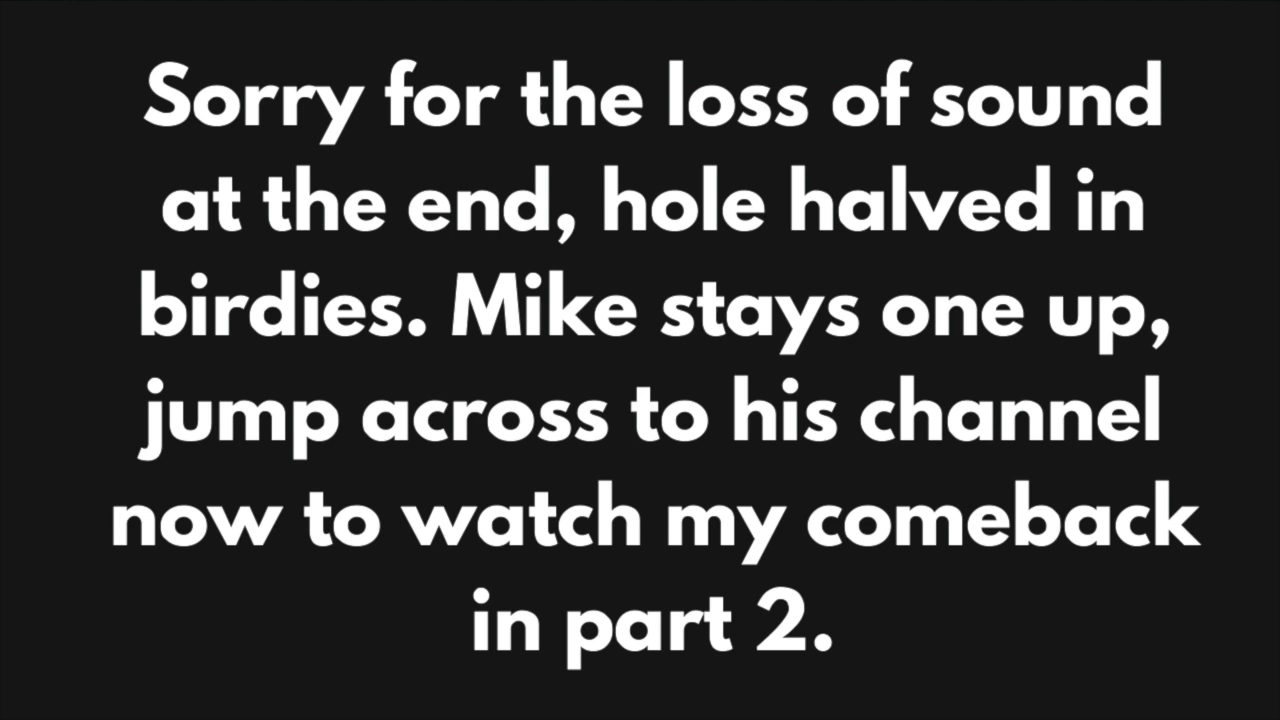 Sorry for the loss of sound
at the end, hole halved in
birdies. Mike stays one up,
jump across to his channel
now to watch my comeback
in part 2.